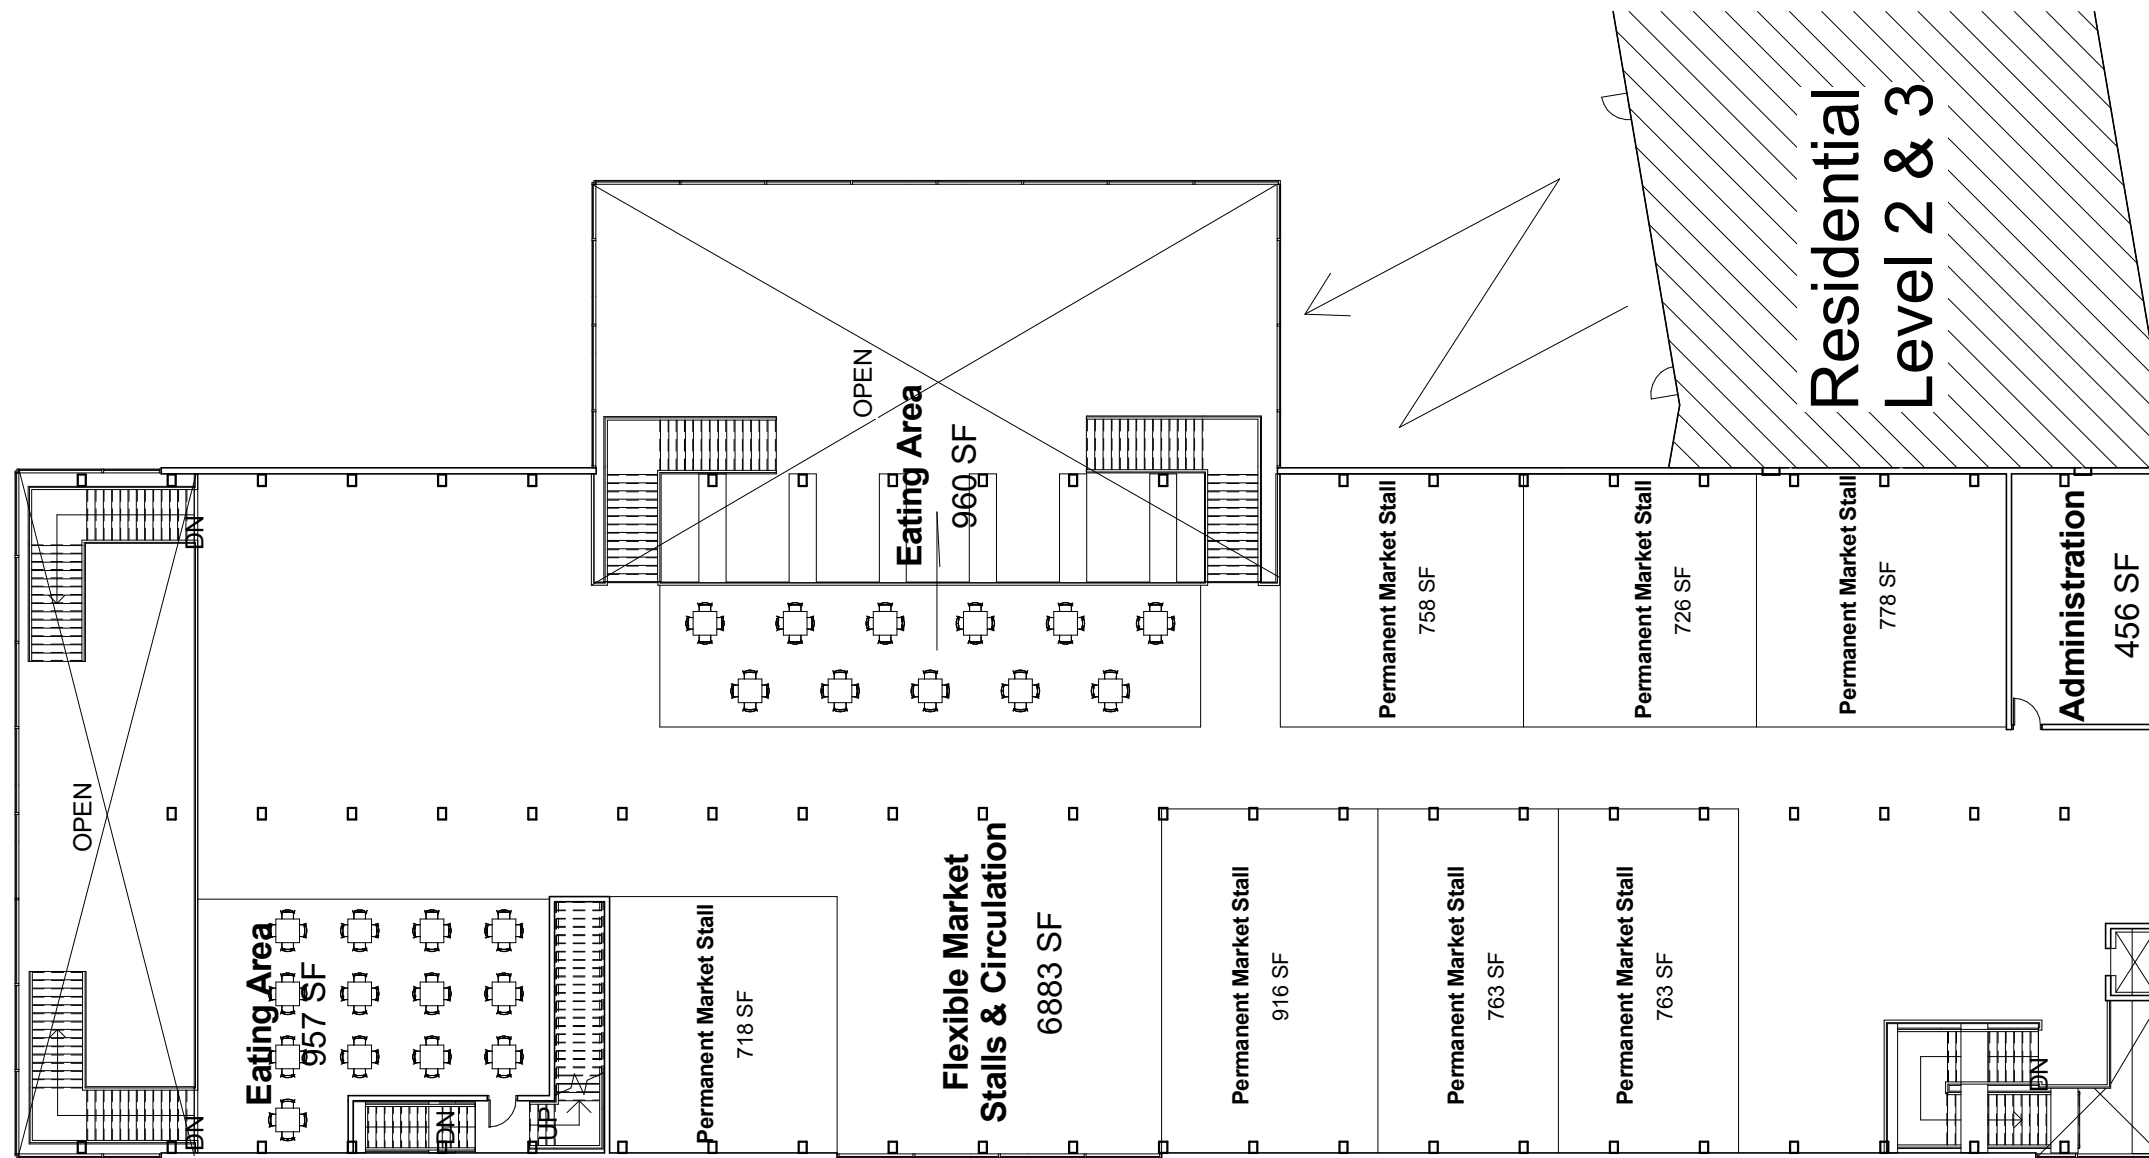 Residential
Level 2 & 3
OPEN
Eating Area
960 SF
DN
Permanent Market Stall
758 SF
Permanent Market Stall
726 SF
Permanent Market Stall
778 SF
Administration
456 SF
OPEN
Eating Area
957 SF
DN
DN
UP
Permanent Market Stall
718 SF
Flexible Market
Stalls & Circulation
6883 SF
Permanent Market Stall
916 SF
Permanent Market Stall
763 SF
Permanent Market Stall
763 SF
DN